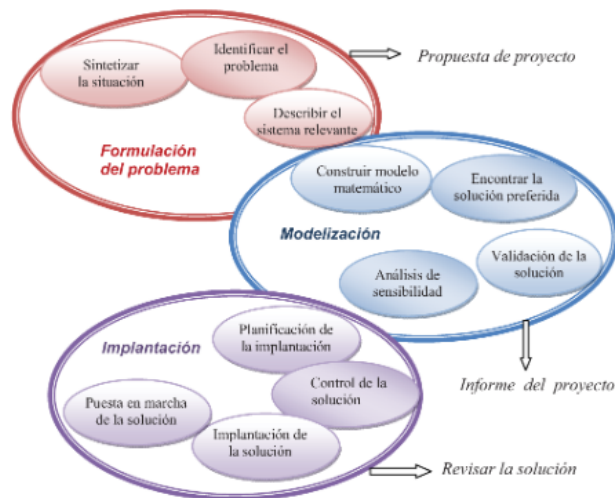 Identificar el
problema
Propuesta de proyecto
Sintetizar
la situación
Describir el
sistema relevante
Formulación
del problema
Construir modelo
matemático
Encontrar la
solución preferida
Modelización
Validación de la
solución
Análisis de
sensibilidad
Informe del proyecto
Planificación de
la implantación
Implantación
Control de la
solución
Puesta en marcha
de la solución
Implantación de
la solución
Revisar la solución